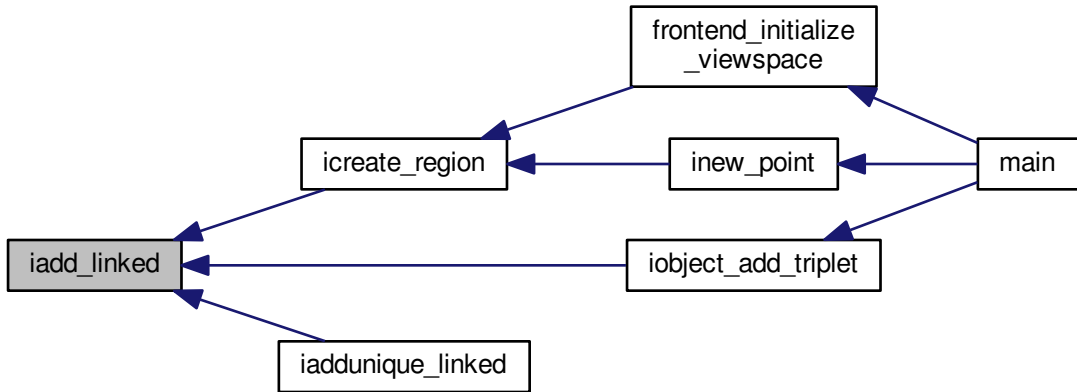 frontend_initialize
_viewspace
icreate_region
inew_point
main
iadd_linked
iobject_add_triplet
iaddunique_linked